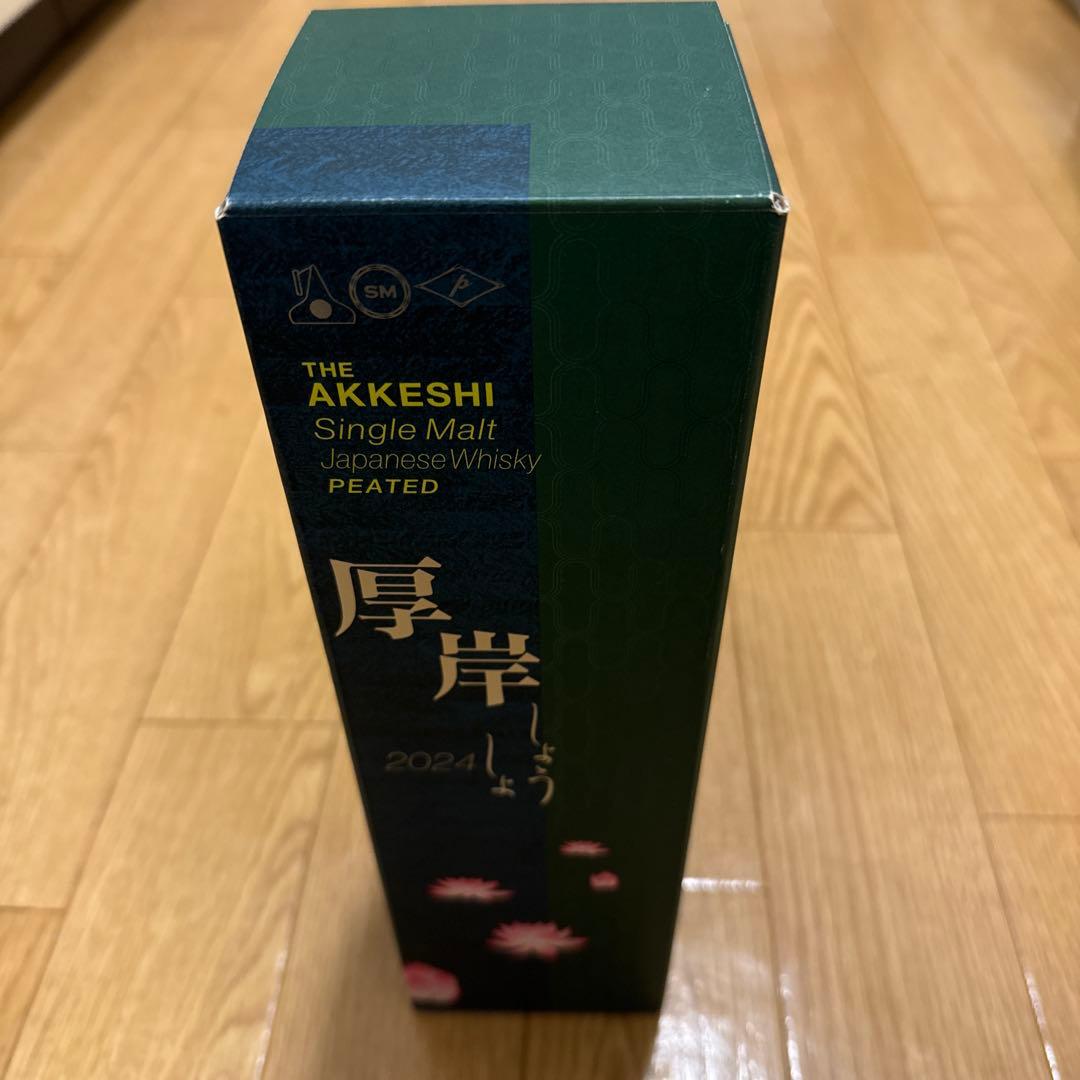 SM
p
THE
AKKESHI
Single Malt
Japanese Whisky
PEATED
厚岸
2024
しょうしょ